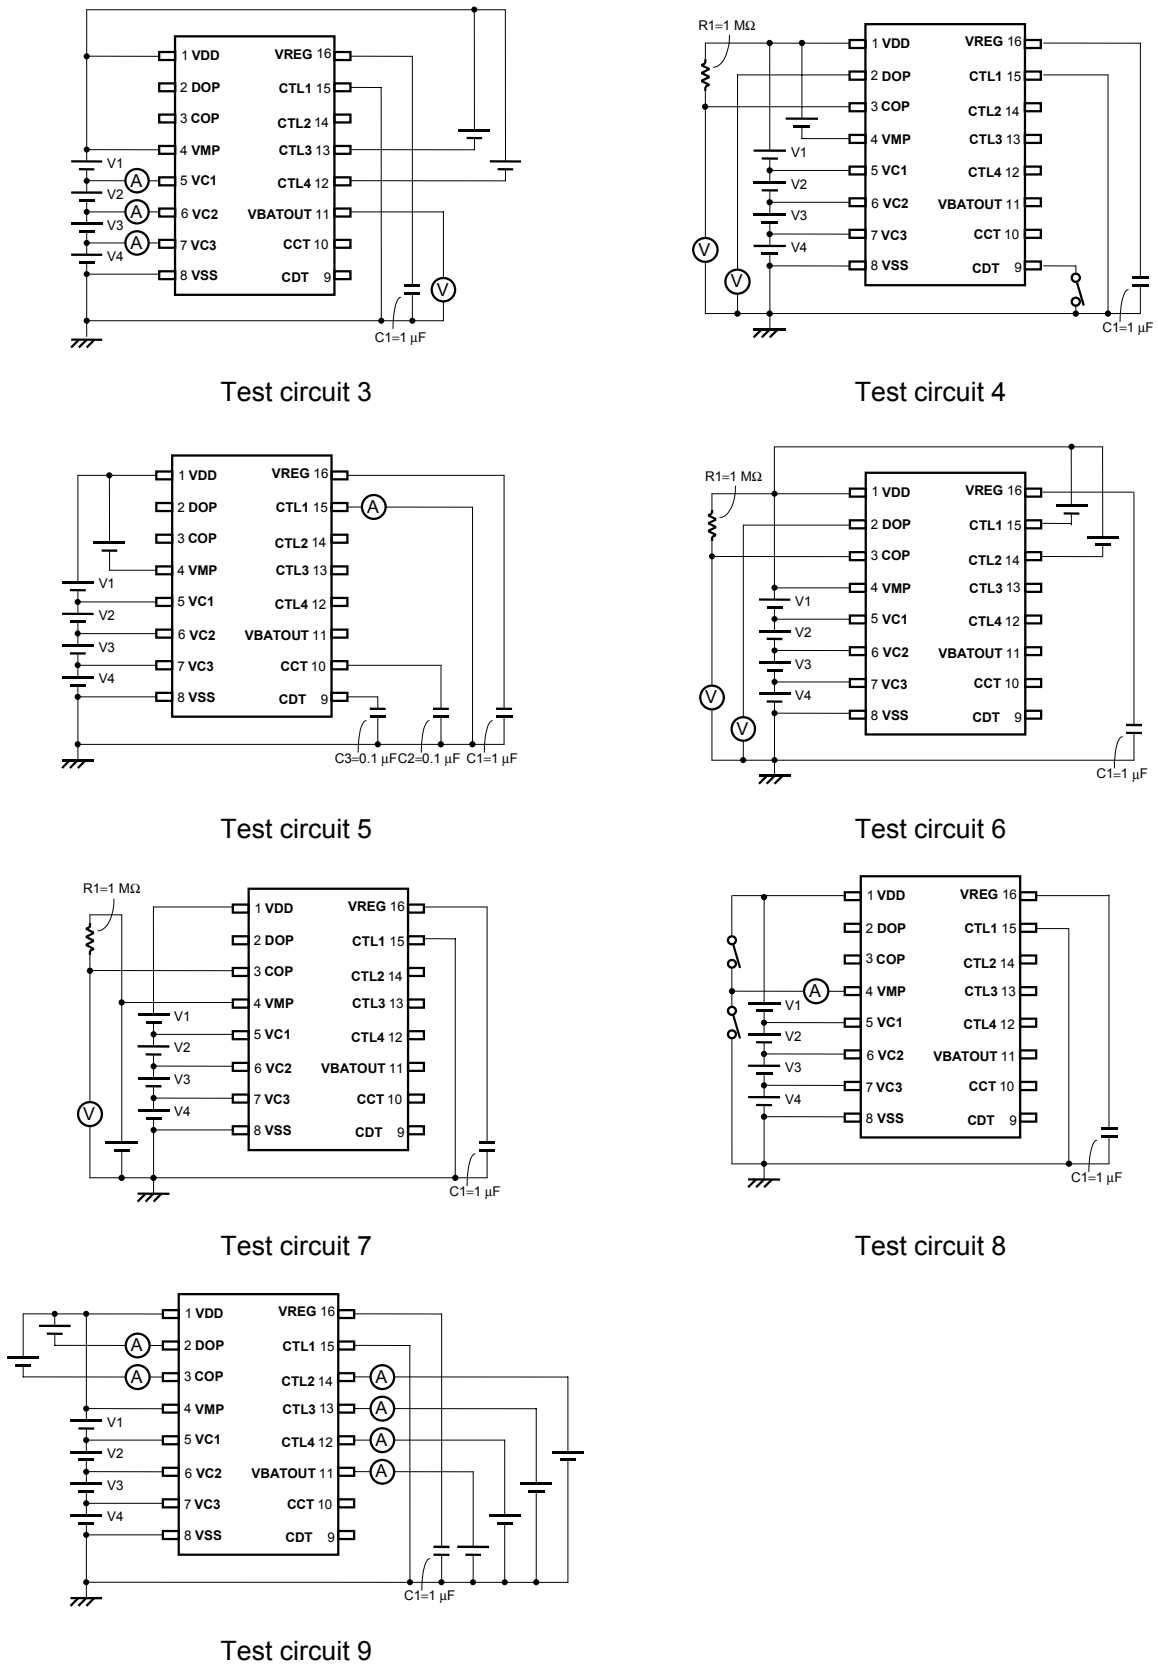 1 VDD VREG 16
2 DOP CTL1 15
3 COP CTL2 14
4 VMP CTL3 13
V1
5 VC1 CTL4 12
A
V2
6 VC2 VBATOUT 11
A
V3
7 VC3 CCT 10
A
V4
8 VSS CDT 9
V
C1=1 μF
Test circuit 3
R1=1 MΩ
1 VDD VREG 16
2 DOP CTL1 15
3 COP CTL2 14
4 VMP CTL3 13
V1
5 VC1 CTL4 12
V2
6 VC2 VBATOUT 11
V3
7 VC3 CCT 10
V4
8 VSS CDT 9
V
V
C1=1 μF
Test circuit 4
1 VDD VREG 16
2 DOP CTL1 15
A
3 COP CTL2 14
4 VMP CTL3 13
V1
5 VC1 CTL4 12
V2
6 VC2 VBATOUT 11
V3
7 VC3 CCT 10
V4
8 VSS CDT 9
C3=0.1 μF C2=0.1 μF C1=1 μF
Test circuit 5
R1=1 MΩ
1 VDD VREG 16
2 DOP CTL1 15
3 COP CTL2 14
4 VMP CTL3 13
V1
5 VC1 CTL4 12
V2
6 VC2 VBATOUT 11
V3
7 VC3 CCT 10
V4
8 VSS CDT 9
V
V
C1=1 μF
Test circuit 6
R1=1 MΩ
1 VDD VREG 16
2 DOP CTL1 15
3 COP CTL2 14
4 VMP CTL3 13
V1
5 VC1 CTL4 12
V2
6 VC2 VBATOUT 11
V3
7 VC3 CCT 10
V4
8 VSS CDT 9
V
C1=1 μF
Test circuit 7
1 VDD VREG 16
2 DOP CTL1 15
3 COP CTL2 14
A
4 VMP CTL3 13
V1
5 VC1 CTL4 12
V2
6 VC2 VBATOUT 11
V3
7 VC3 CCT 10
V4
8 VSS CDT 9
C1=1 μF
Test circuit 8
1 VDD VREG 16
A
2 DOP CTL1 15
A
3 COP CTL2 14
A
4 VMP CTL3 13
A
V1
5 VC1 CTL4 12
A
V2
6 VC2 VBATOUT 11
A
V3
7 VC3 CCT 10
V4
8 VSS CDT 9
C1=1 μF
Test circuit 9